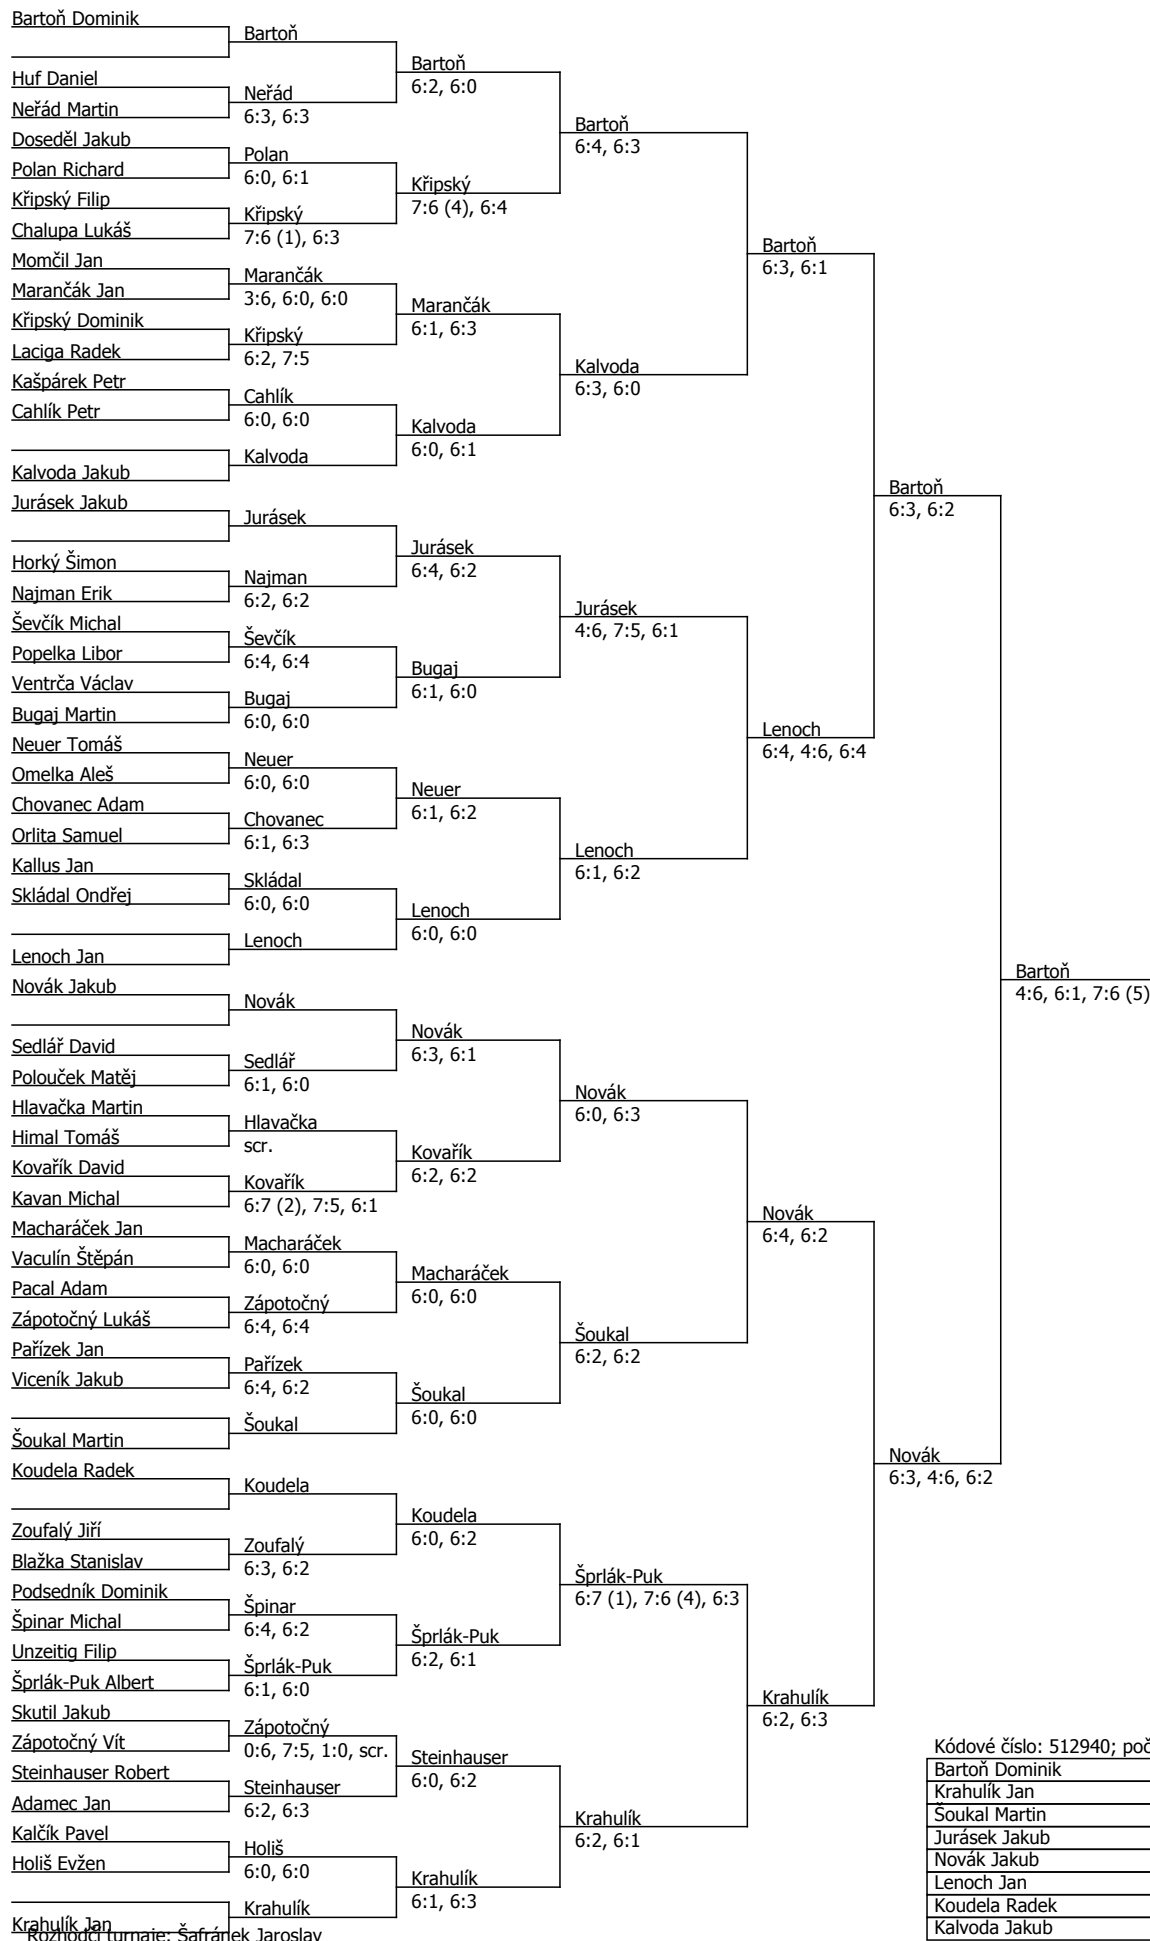 Bartoň Dominik
Bartoň
Bartoň
6:2, 6:0
Huf Daniel
Neřád
6:3, 6:3
Neřád Martin
Bartoň
6:4, 6:3
Doseděl Jakub
Polan
6:0, 6:1
Polan Richard
Křipský
7:6 (4), 6:4
Křipský Filip
Křipský
7:6 (1), 6:3
Chalupa Lukáš
Bartoň
6:3, 6:1
Momčil Jan
Marančák
3:6, 6:0, 6:0
Marančák Jan
Marančák
6:1, 6:3
Křipský Dominik
Křipský
6:2, 7:5
Laciga Radek
Kalvoda
6:3, 6:0
Kašpárek Petr
Cahlík
6:0, 6:0
Cahlík Petr
Kalvoda
6:0, 6:1
Kalvoda
Kalvoda Jakub
Bartoň
6:3, 6:2
Jurásek Jakub
Jurásek
Jurásek
6:4, 6:2
Horký Šimon
Najman
6:2, 6:2
Najman Erik
Jurásek
4:6, 7:5, 6:1
Ševčík Michal
Ševčík
6:4, 6:4
Popelka Libor
Bugaj
6:1, 6:0
Ventrča Václav
Bugaj
6:0, 6:0
Bugaj Martin
Lenoch
6:4, 4:6, 6:4
Neuer Tomáš
Neuer
6:0, 6:0
Omelka Aleš
Neuer
6:1, 6:2
Chovanec Adam
Chovanec
6:1, 6:3
Orlita Samuel
Lenoch
6:1, 6:2
Kallus Jan
Skládal
6:0, 6:0
Skládal Ondřej
Lenoch
6:0, 6:0
Lenoch
Lenoch Jan
Bartoň
4:6, 6:1, 7:6 (5)
Novák Jakub
Novák
Novák
6:3, 6:1
Sedlář David
Sedlář
6:1, 6:0
Polouček Matěj
Novák
6:0, 6:3
Hlavačka Martin
Hlavačka
scr.
Himal Tomáš
Kovařík
6:2, 6:2
Kovařík David
Kovařík
6:7 (2), 7:5, 6:1
Kavan Michal
Novák
6:4, 6:2
Macharáček Jan
Macharáček
6:0, 6:0
Vaculín Štěpán
Macharáček
6:0, 6:0
Pacal Adam
Zápotočný
6:4, 6:4
Zápotočný Lukáš
Šoukal
6:2, 6:2
Pařízek Jan
Pařízek
6:4, 6:2
Viceník Jakub
Šoukal
6:0, 6:0
Šoukal
Šoukal Martin
Novák
6:3, 4:6, 6:2
Koudela Radek
Koudela
Koudela
6:0, 6:2
Zoufalý Jiří
Zoufalý
6:3, 6:2
Blažka Stanislav
Šprlák-Puk
6:7 (1), 7:6 (4), 6:3
Podsedník Dominik
Špinar
6:4, 6:2
Špinar Michal
Šprlák-Puk
6:2, 6:1
Unzeitig Filip
Šprlák-Puk
6:1, 6:0
Šprlák-Puk Albert
Krahulík
6:2, 6:3
Skutil Jakub
Zápotočný
0:6, 7:5, 1:0, scr.
Zápotočný Vít
Steinhauser
6:0, 6:2
Steinhauser Robert
Steinhauser
6:2, 6:3
Adamec Jan
Krahulík
6:2, 6:1
Kalčík Pavel
Holiš
6:0, 6:0
Holiš Evžen
Krahulík
6:1, 6:3
Krahulík
Krahulík Jan
Rozhodčí turnaje: Šafránek Jaroslav
Kódové číslo: 512940; poč
Bartoň Dominik
Krahulík Jan
Šoukal Martin
Jurásek Jakub
Novák Jakub
Lenoch Jan
Koudela Radek
Kalvoda Jakub